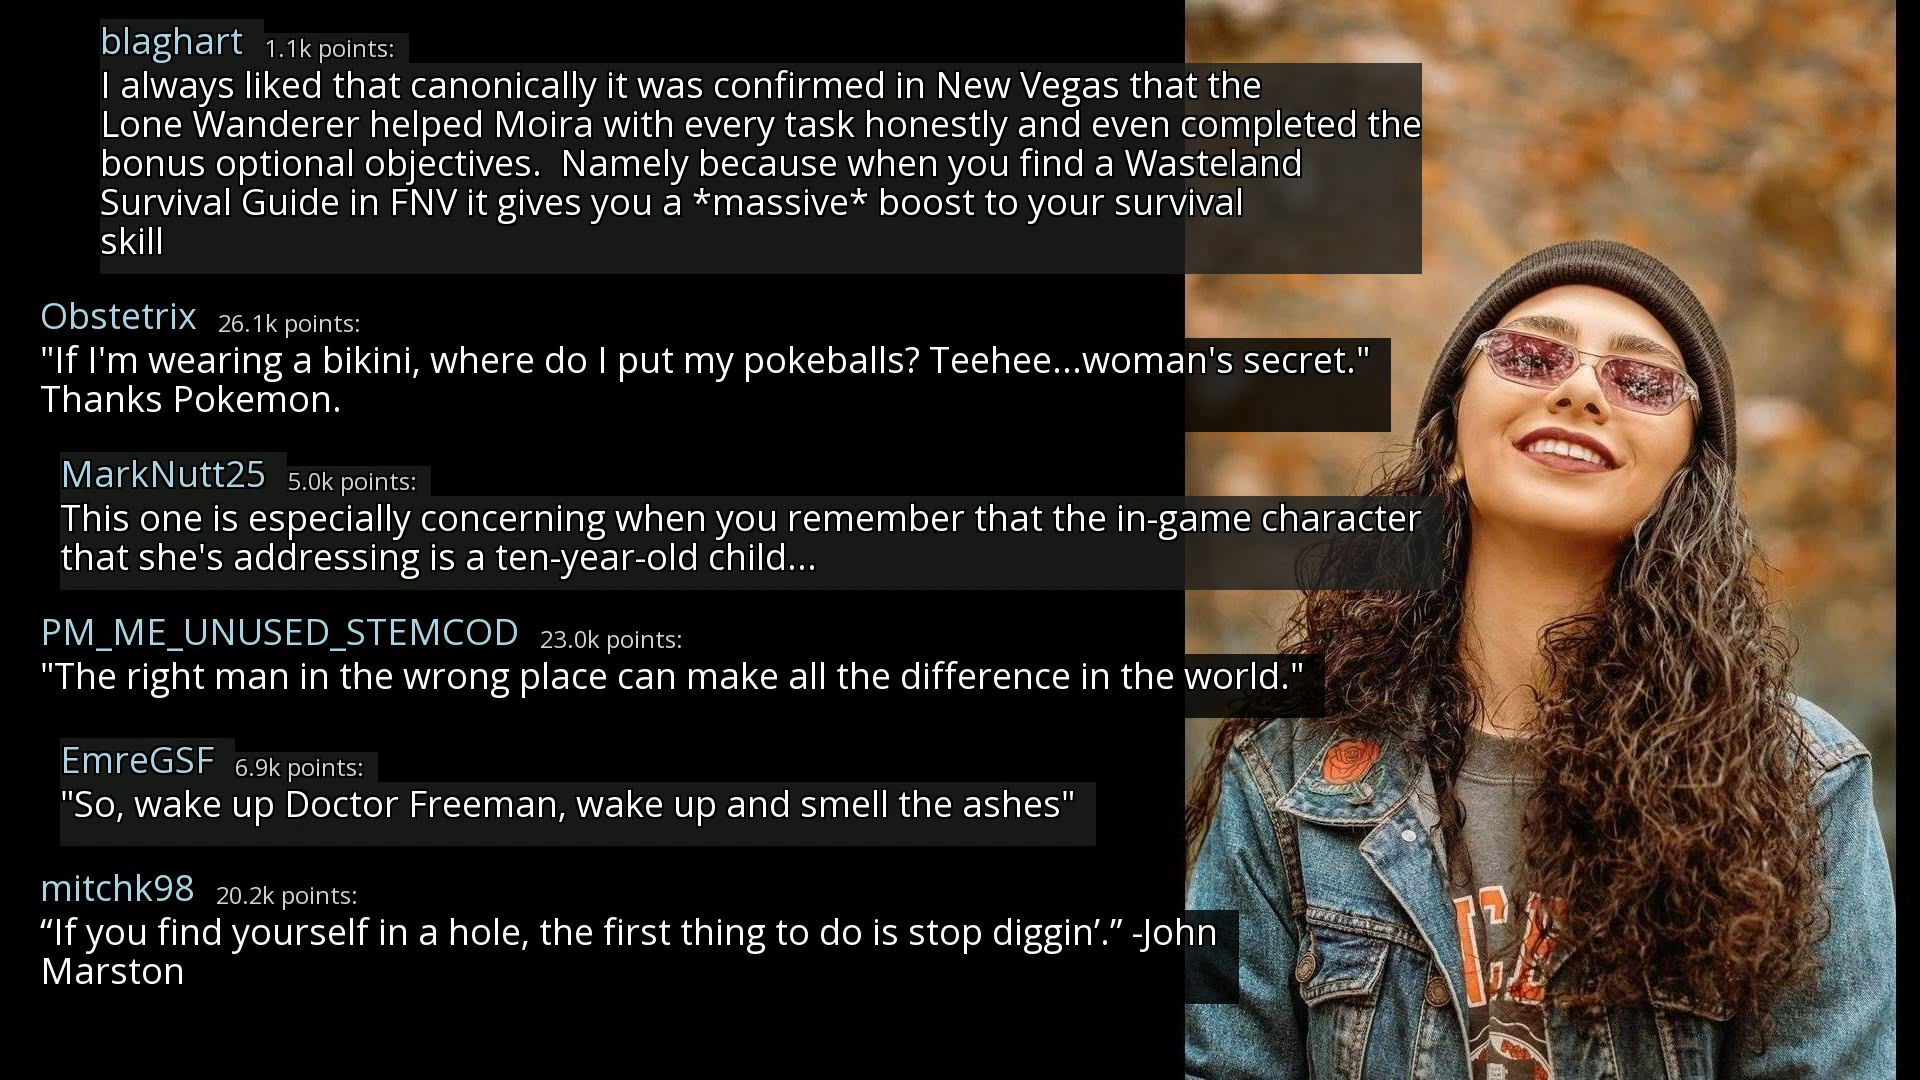 blaghart 1.1k points:
I always liked that canonically it was confirmed in New Vegas that the
Lone Wanderer helped Moira with every task honestly and even completed the
bonus optional objectives.  Namely because when you find a Wasteland
Survival Guide in FNV it gives you a *massive* boost to your survival
skill
Obstetrix 26.1k points:
"If I'm wearing a bikini, where do I put my pokeballs? Teehee...woman's secret."
Thanks Pokemon.
MarkNutt25 5.0k points:
This one is especially concerning when you remember that the in-game character
that she's addressing is a ten-year-old child...
PM_ME_UNUSED_STEMCOD 23.0k points:
"The right man in the wrong place can make all the difference in the world."
EmreGSF 6.9k points:
"So, wake up Doctor Freeman, wake up and smell the ashes"
mitchk98 20.2k points:
“If you find yourself in a hole, the first thing to do is stop diggin’.” -John
Marston